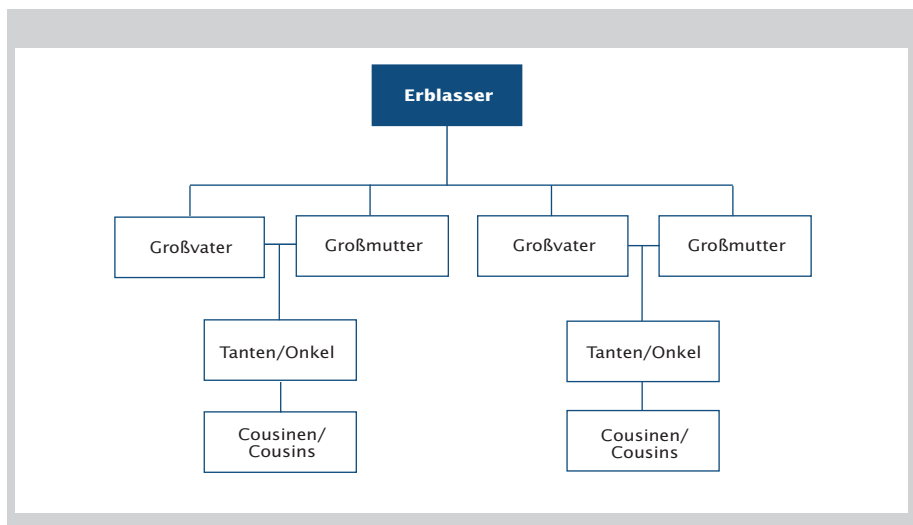 Erblasser
Großvater
Großmutter
Großvater
Großmutter
Tanten/Onkel
Tanten/Onkel
Cousinen/
Cousins
Cousinen/
Cousins